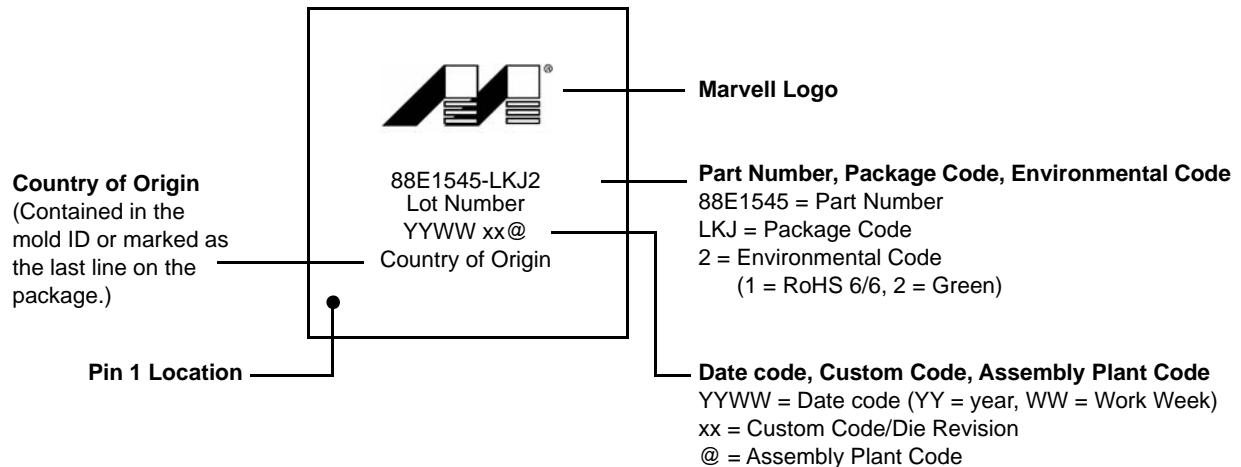 ®
Marvell Logo
Country of Origin
(Contained in the
mold ID or marked as
the last line on the
package.)
88E1545-LKJ2
Lot Number
YYWW xx@
Country of Origin
Part Number, Package Code, Environmental Code
88E1545 = Part Number
LKJ = Package Code
2 = Environmental Code
(1 = RoHS 6/6, 2 = Green)
Pin 1 Location
Date code, Custom Code, Assembly Plant Code
YYWW = Date code (YY = year, WW = Work Week)
xx = Custom Code/Die Revision
@ = Assembly Plant Code